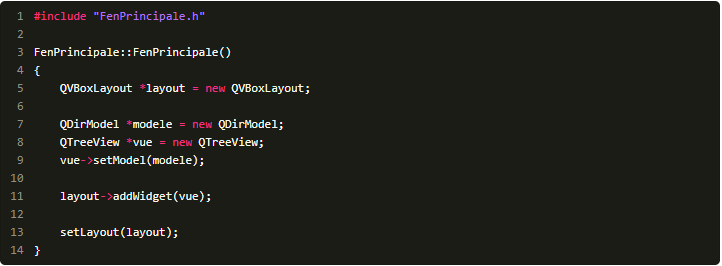 1 #include "FenPrincipale.h"
2
3 FenPrincipale::FenPrincipale()
4 {
5     QVBoxLayout *layout = new QVBoxLayout;
6
7     QDirModel *modele = new QDirModel;
8     QTreeView *vue = new QTreeView;
9     vue->setModel(modele);
10
11     layout->addWidget(vue);
12
13     setLayout(layout);
14 }